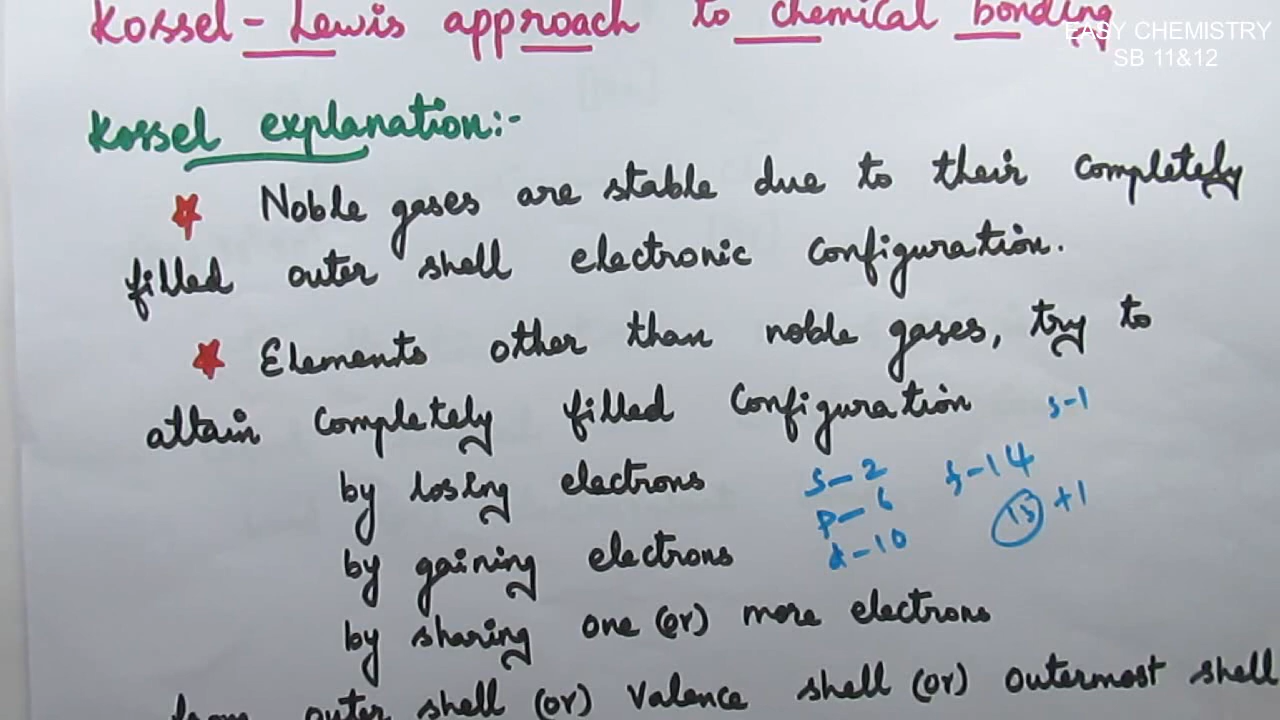 Kossel - Lewis approach to chemical bonding
EASY CHEMISTRY
SB 11&12
Kossel explanation:-
Noble gases are stable due to their completely
filled outer shell electronic configuration.
Elements other than noble gases, try to
attain completely filled configuration
s-1
by losing electrons
s-2
f-14
p-6
+1
by gaining electrons
d-10
by sharing one (or) more electrons
from outer shell (or) valence shell (or) outermost shell